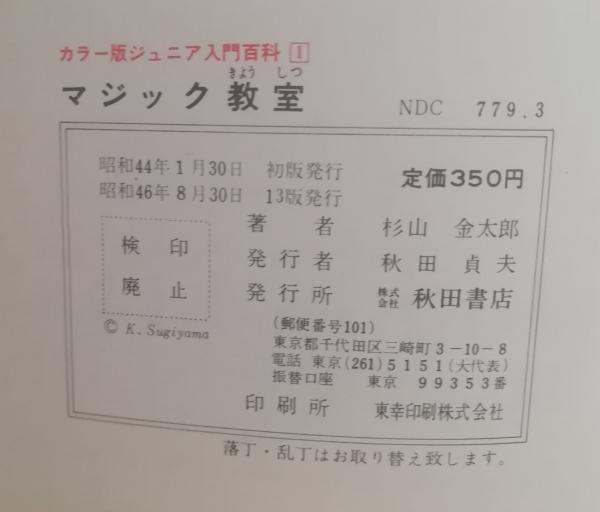 カラー版ジュニア入門百科 1
きょう しつ
マジック教室
NDC 779.3
昭和44年1月30日 初版発行
昭和46年8月30日 13版発行
定価350円
検印
廃止
© K. Sugiyama
著者 杉山 金太郎
発行者 秋田 貞夫
発行所 株式会社 秋田書店
(郵便番号101)
東京都千代田区三崎町3-10-8
電話 東京(261)5151(大代表)
振替口座 東京 99353番
印刷所 東幸印刷株式会社
落丁・乱丁はお取り替え致します。